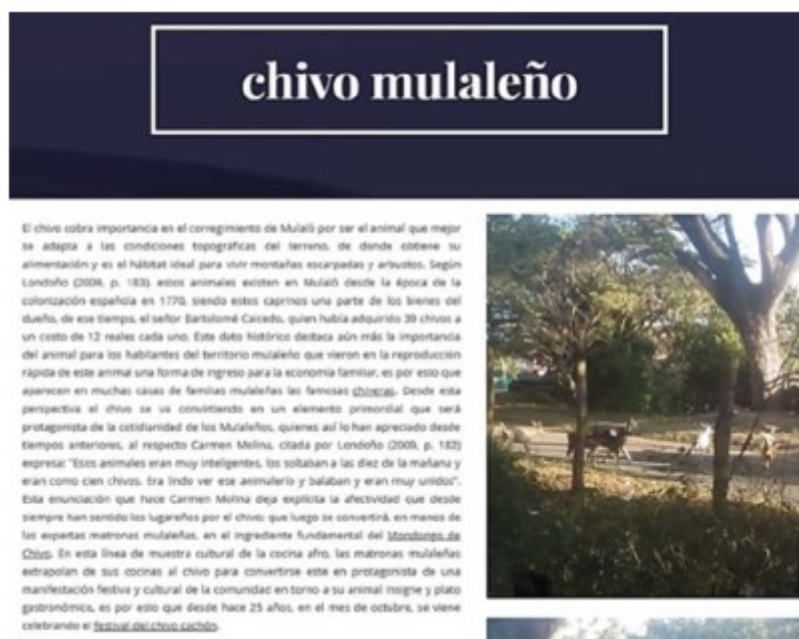 chivo mulaleño
El chivo cobra importancia en el corregimiento de Mulaló por ser el animal que mejor
se adapta a las condiciones topográficas del terreno, de donde obtiene su
alimentación y es el hábitat ideal para vivir montañas escarpadas y arbustos. Según
Londoño (2009, p. 183) estos animales existen en Mulaló desde la época de la
colonización española en 1770, siendo estos caprinos una parte de los bienes del
dueño, de ese tiempo, el señor Bartolomé Caicedo, quien había adquirido 39 chivos a
un costo de 12 reales cada uno. Este dato histórico destaca aún más la importancia
del animal para los habitantes del territorio mulaleño que vieron en la reproducción
rápida de este animal una forma de ingreso para la economía familiar, es por esto que
aparecen en muchas casas de familias mulaleñas las famosas chiveras. Desde esta
perspectiva el chivo se va convirtiendo en un elemento primordial que será
protagonista de la cotidianidad de los Mulaleños, quienes así lo han apreciado desde
tiempos anteriores, al respecto Carmen Molina, citada por Londoño (2009, p. 182)
expresa: "Esos animales eran muy inteligentes, los soltaban a las diez de la mañana y
eran como cien chivos. Era lindo ver ese animalerío y balaban y eran muy unidos".
Esta enunciación que hace Carmen Molina deja explícita la afectividad que desde
siempre han sentido los lugareños por el chivo; que luego se convertirá, en manos de
las expertas matronas mulaleñas, en el ingrediente fundamental del Mondongo de
Chivo. En esta línea de muestra cultural de la cocina afro, las matronas mulaleñas
extrapolan de sus cocinas al chivo para convertirse este en protagonista de una
manifestación festiva y cultural de la comunidad en torno a su animal insigne y plato
gastronómico, es por esto que desde hace 25 años, en el mes de octubre, se viene
celebrando el festival del chivo cachón.